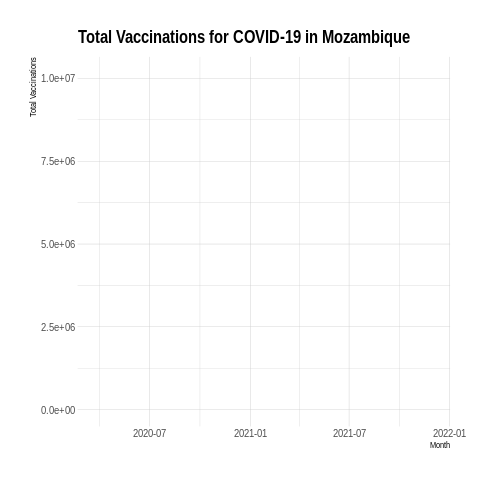 Total Vaccinations for COVID-19 in Mozambique
Total Vaccinations
1.0e+07
7.5e+06
5.0e+06
2.5e+06
0.0e+00
2020-07 2021-01 2021-07 2022-01
Month